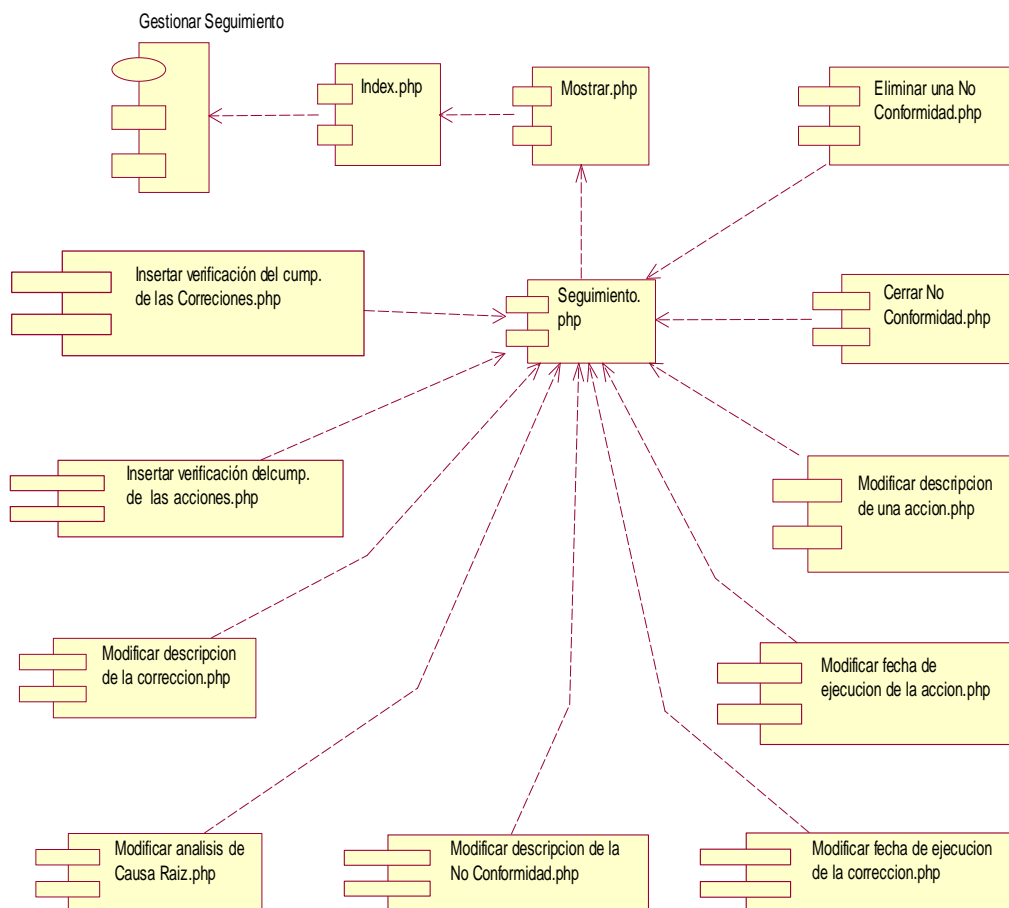 Gestionar Seguimiento
Index.php
Mostrar.php
Eliminar una No
Conformidad.php
Insertar verificación del cump.
de las Correciones.php
Seguimiento.
php
Cerrar No
Conformidad.php
Insertar verificación delcump.
de las acciones.php
Modificar descripcion
de una accion.php
Modificar descripcion
de la correccion.php
Modificar fecha de
ejecucion de la accion.php
Modificar analisis de
Causa Raiz.php
Modificar descripcion de la
No Conformidad.php
Modificar fecha de ejecucion
de la correccion.php